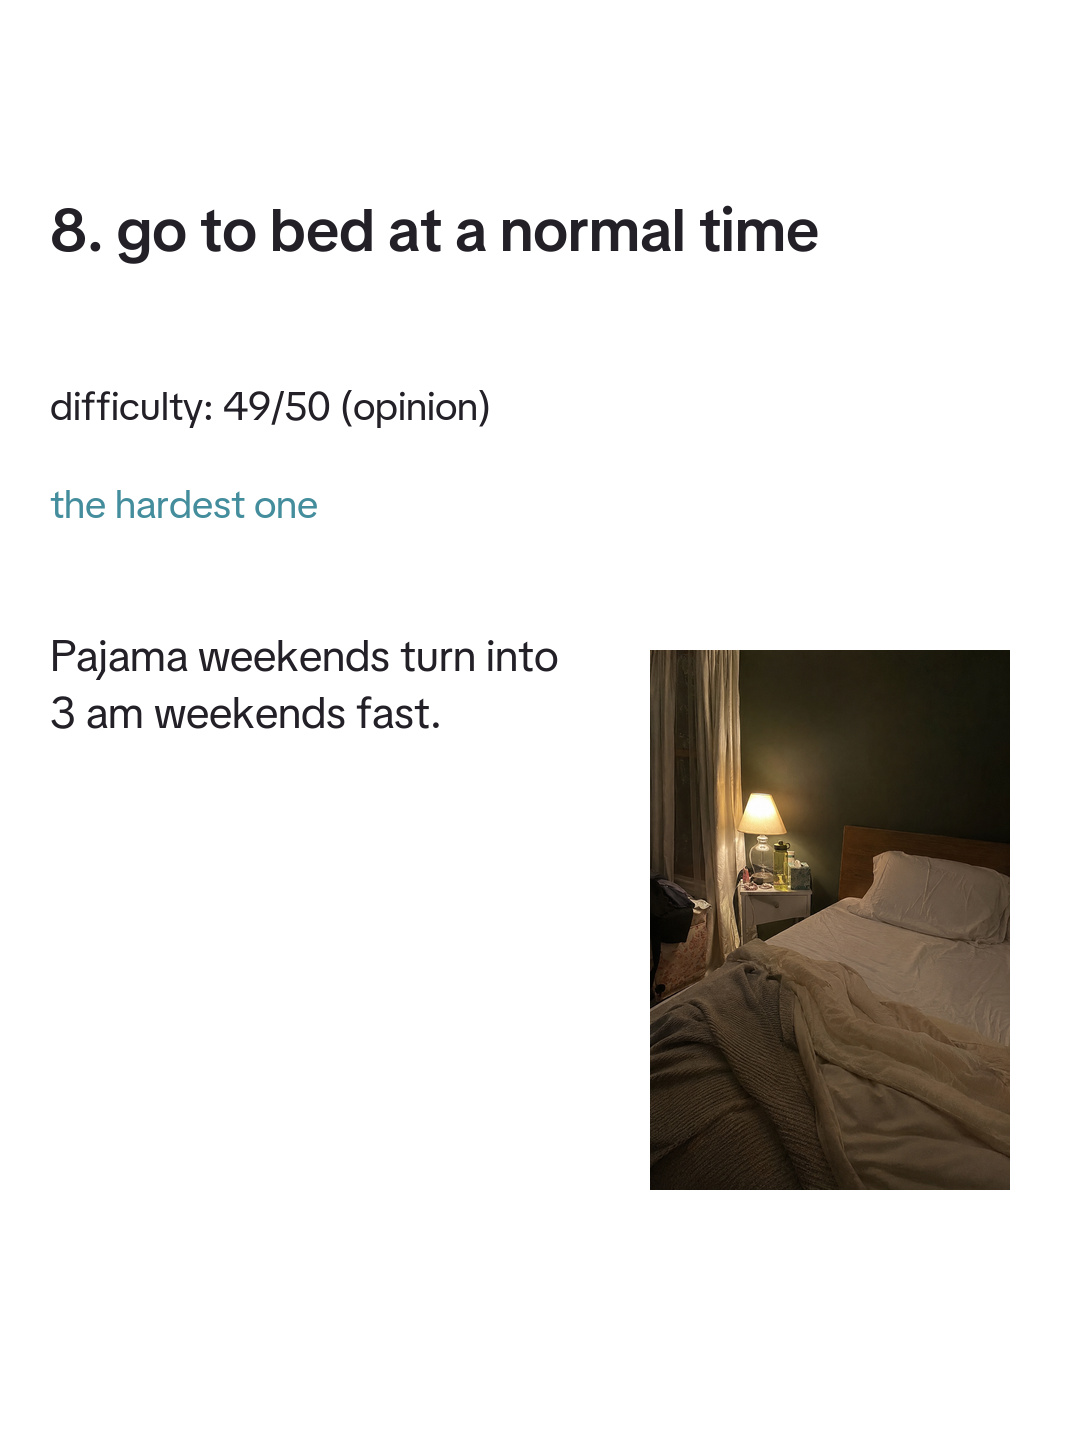 8. go to bed at a normal time
difficulty: 49/50 (opinion)
the hardest one
Pajama weekends turn into
3 am weekends fast.